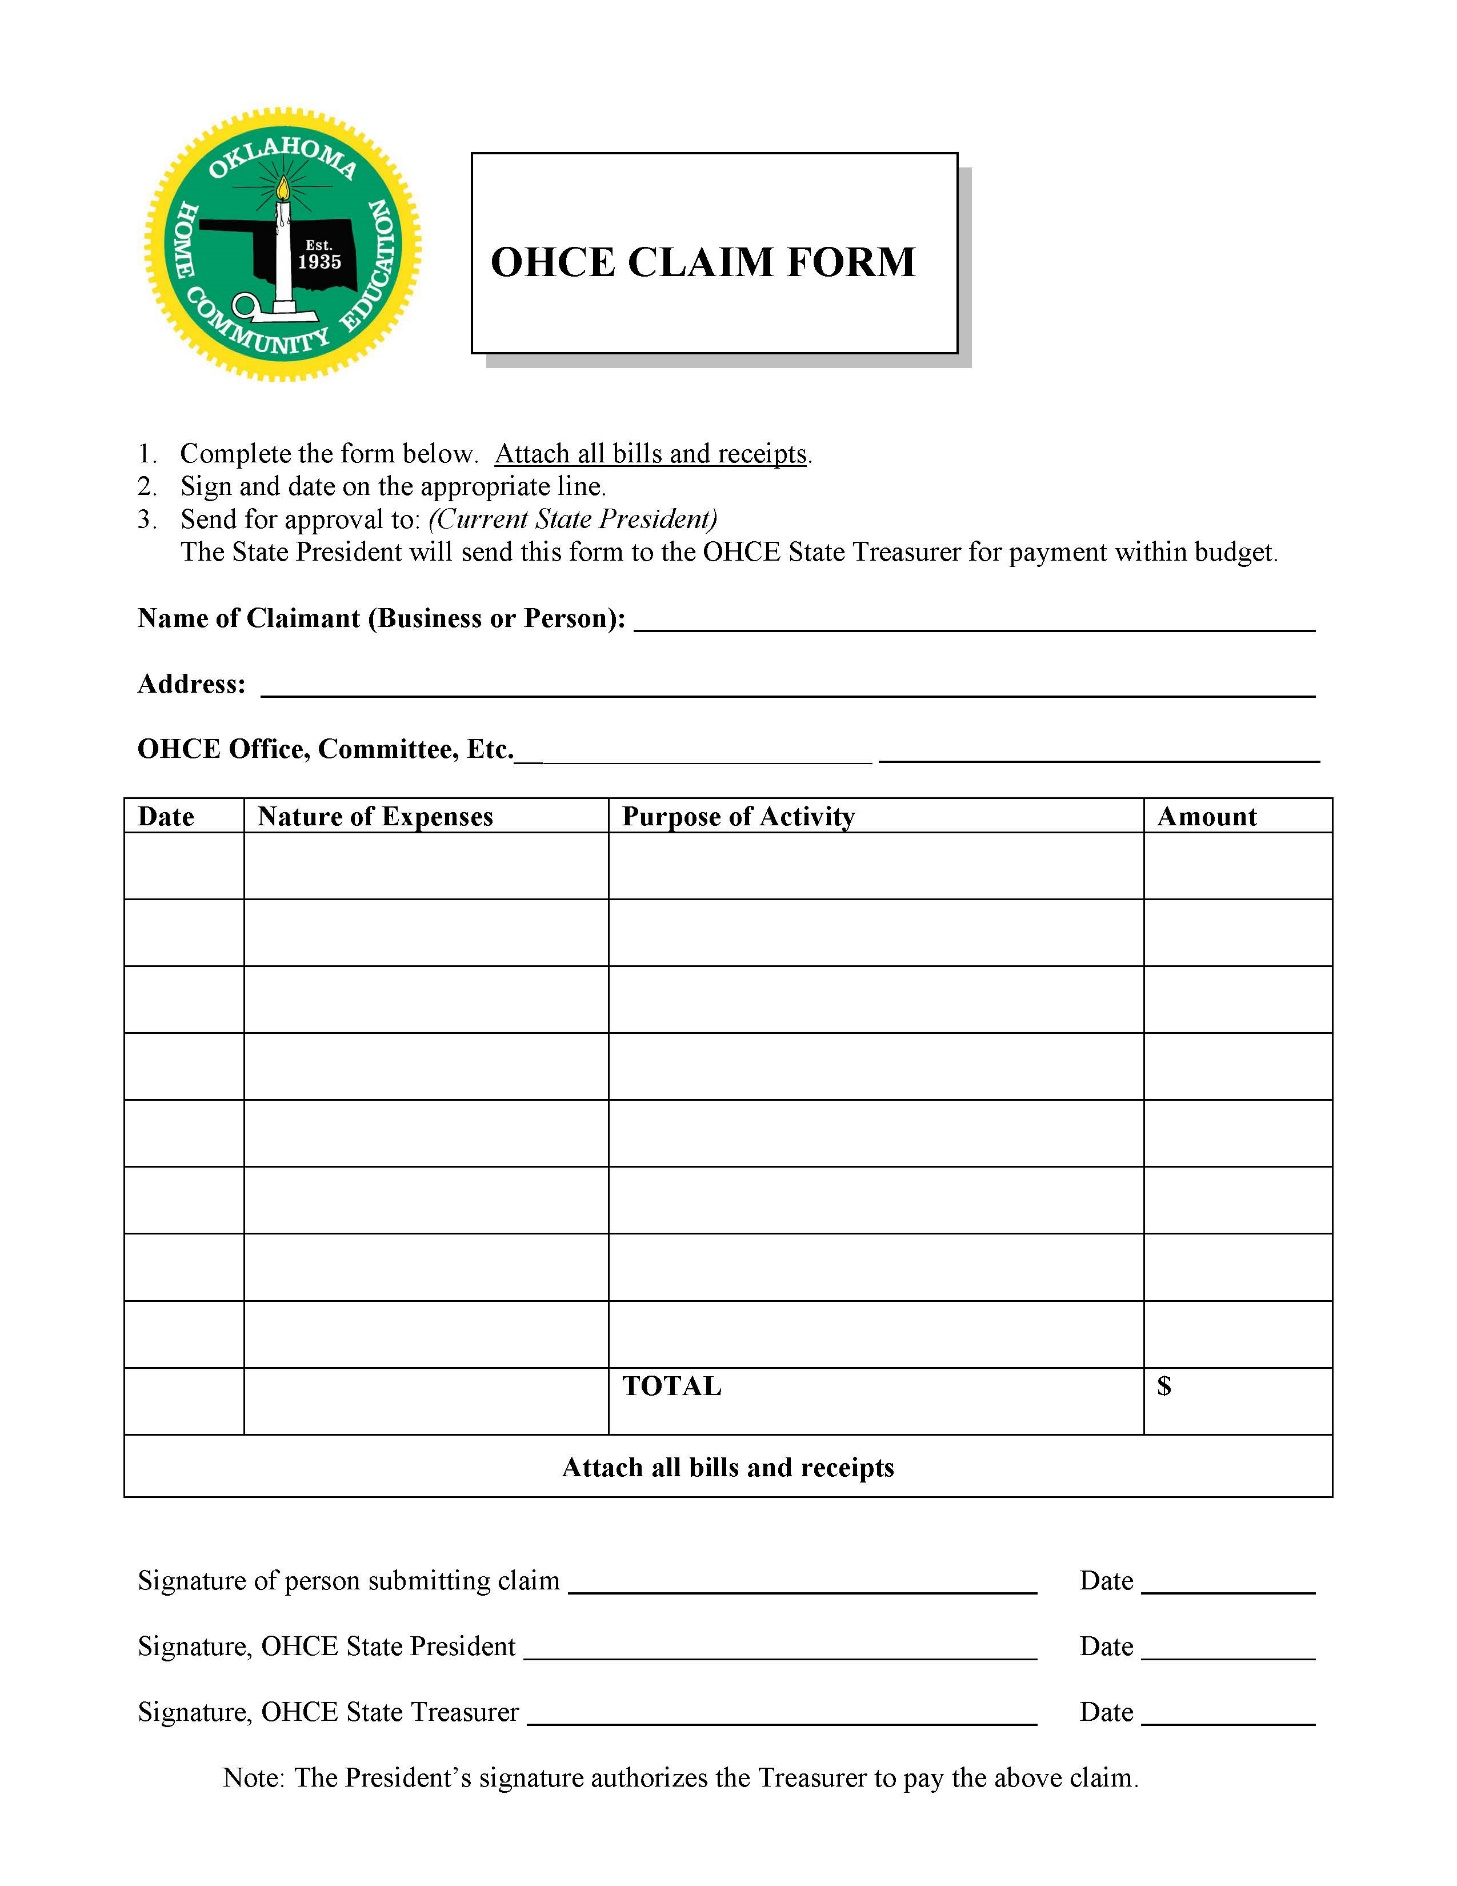 OKLAHOMA
HOME COMMUNITY EDUCATION
Est.
1935
OHCE CLAIM FORM
1. Complete the form below. Attach all bills and receipts.
2. Sign and date on the appropriate line.
3. Send for approval to: (Current State President)
The State President will send this form to the OHCE State Treasurer for payment within budget.
Name of Claimant (Business or Person):
Address:
OHCE Office, Committee, Etc.
Date Nature of Expenses Purpose of Activity Amount
TOTAL $
Attach all bills and receipts
Signature of person submitting claim Date
Signature, OHCE State President Date
Signature, OHCE State Treasurer Date
Note: The President’s signature authorizes the Treasurer to pay the above claim.